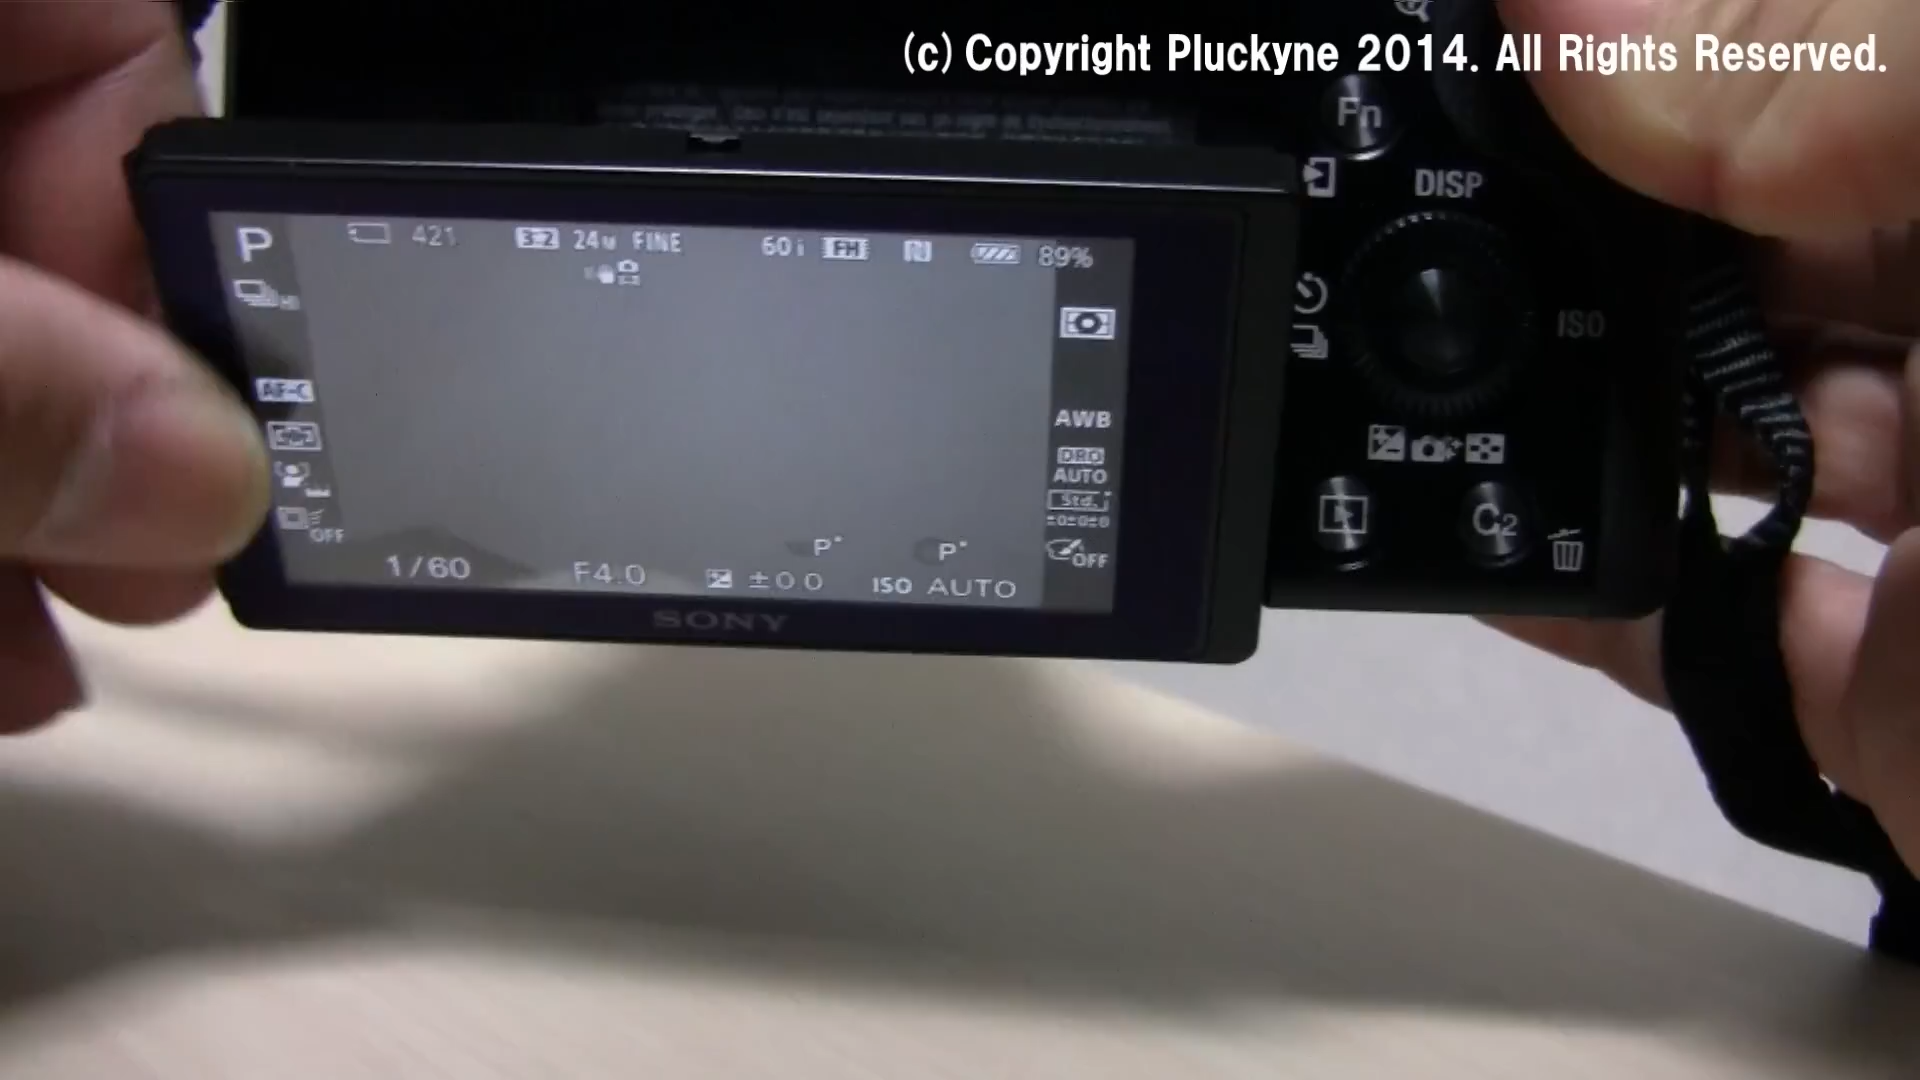 (c) Copyright Pluckyne 2014. All Rights Reserved.
Fn
DISP
P 421 3:2 24M FINE 60i FH N 89%
HI
ISO
AF-C
AWB
DRO
AUTO
Std.
±0±0±0
OFF
OFF
P* P*
1/60 F4.0 ±0.0 ISO AUTO
C2
SONY